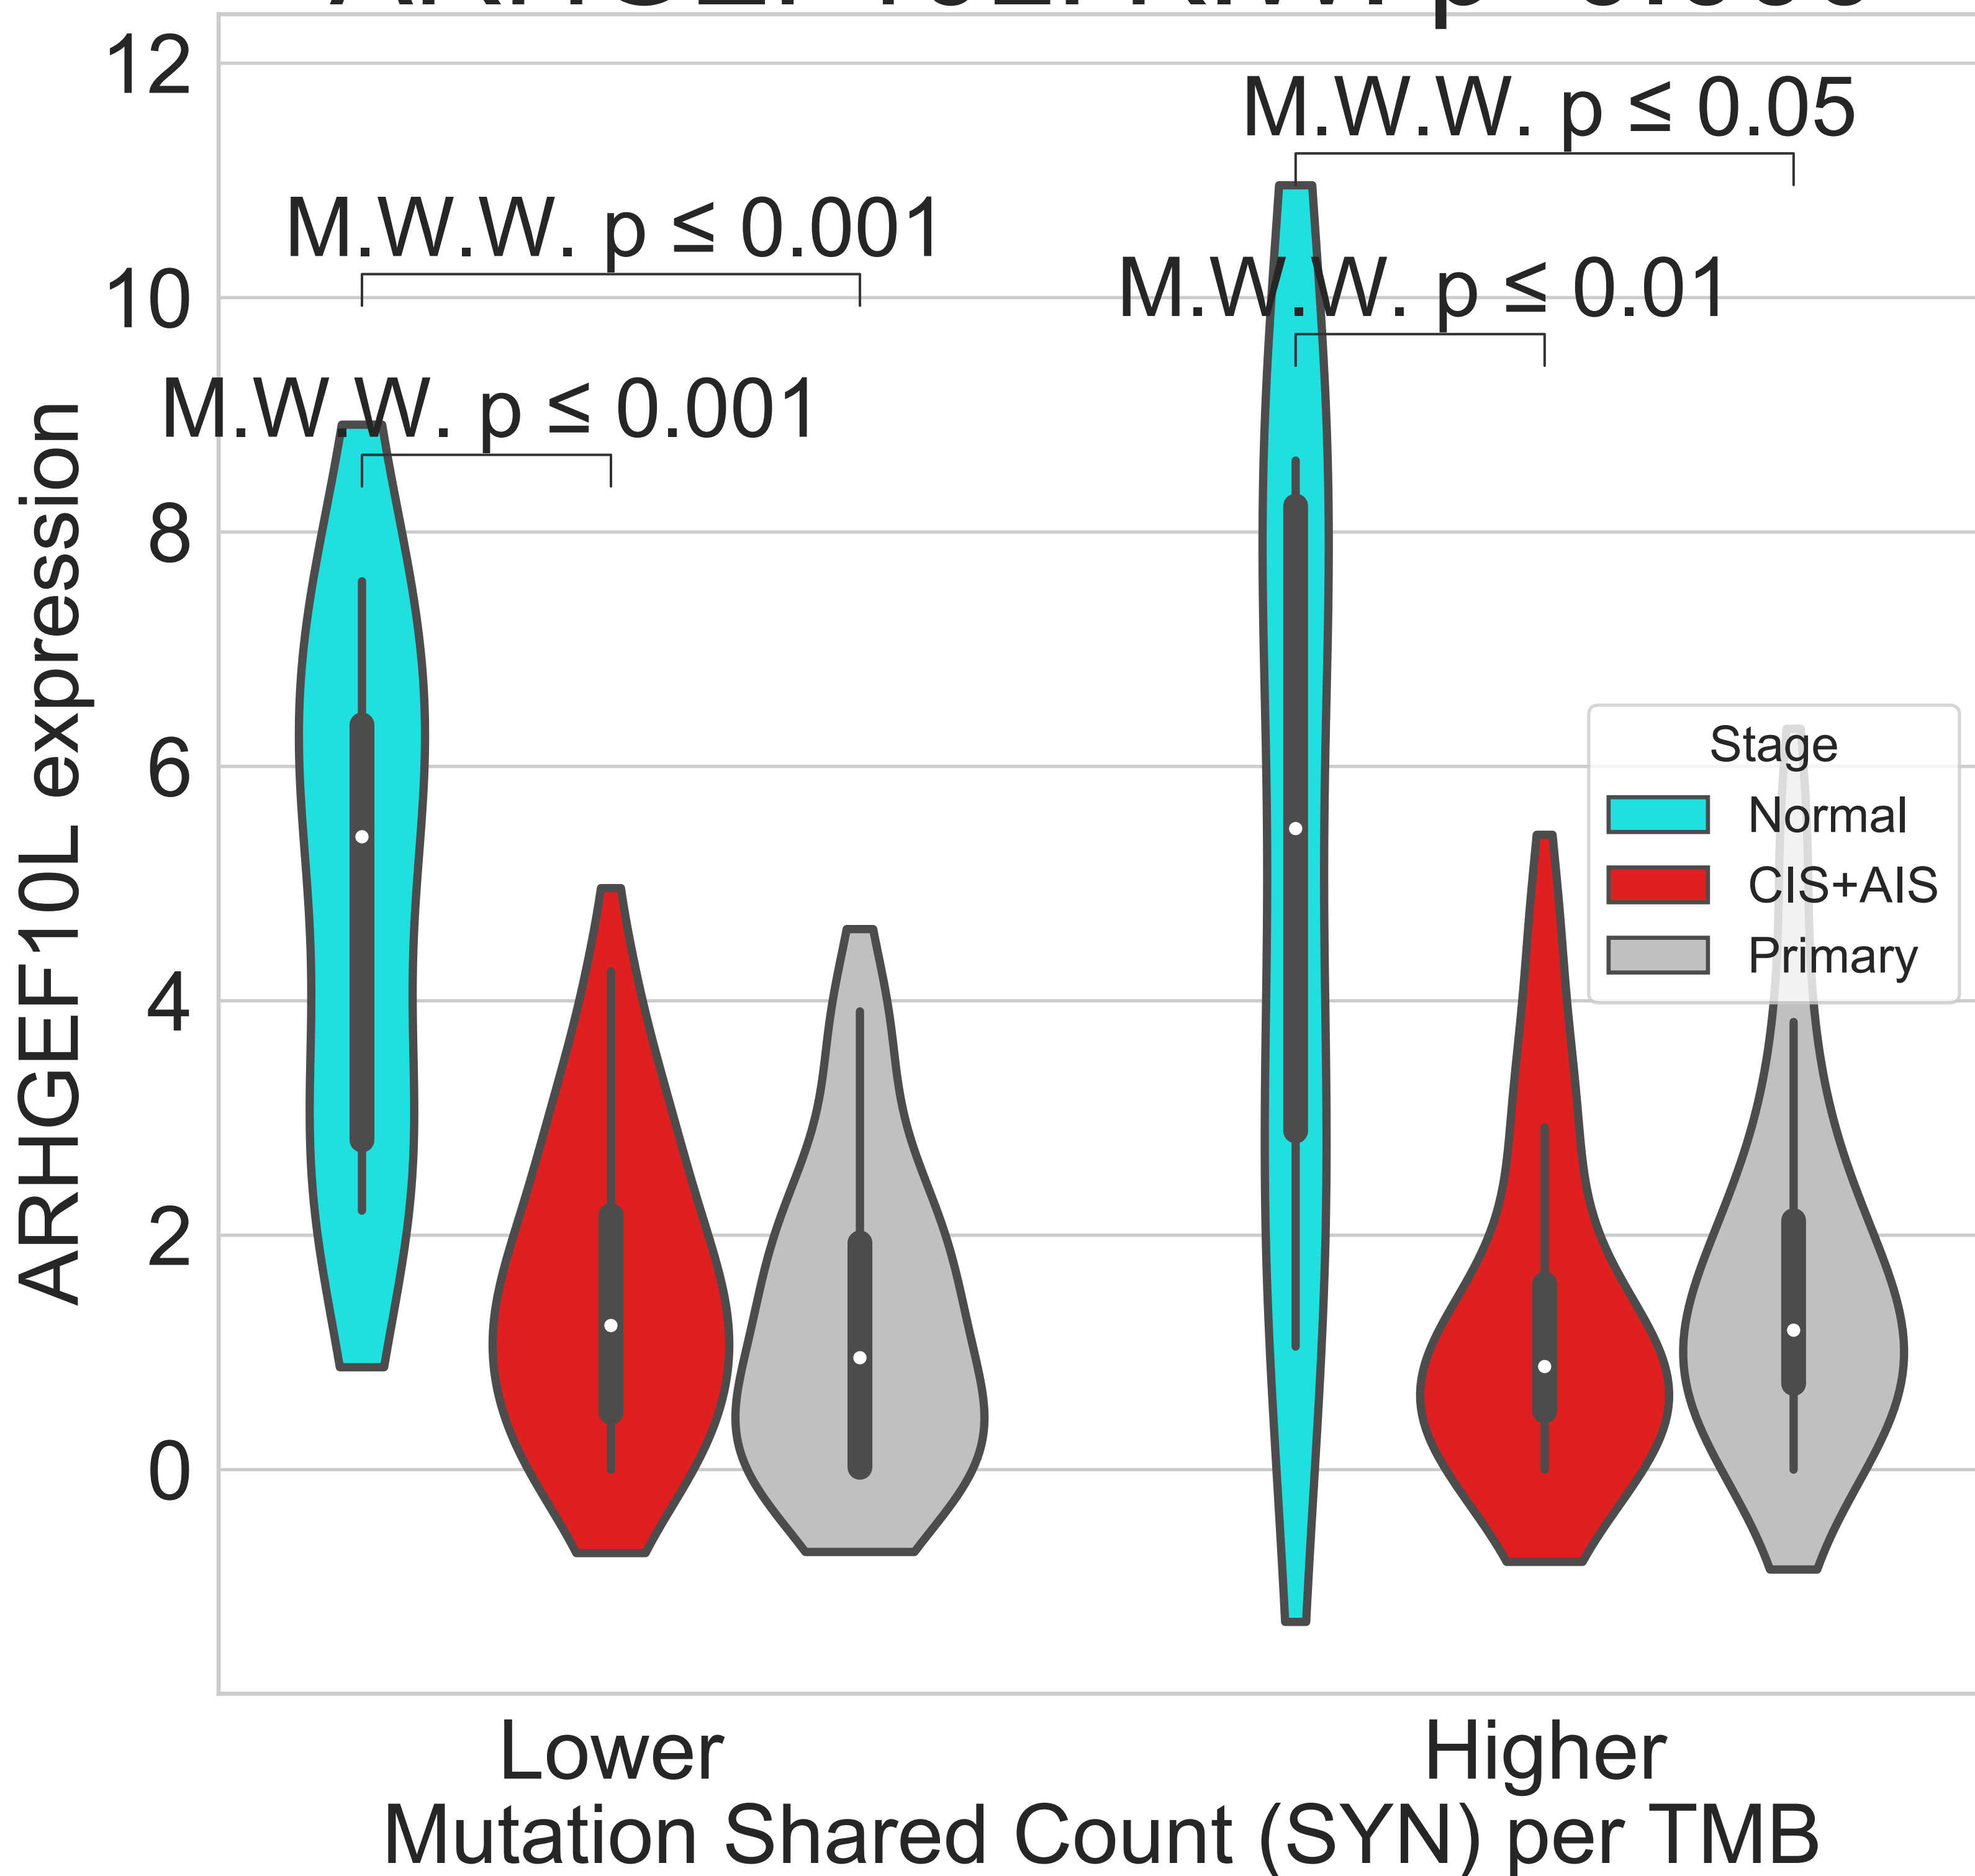 12
M.W.W. p ≤ 0.05
M.W.W. p ≤ 0.001
10
M.W.W. p ≤ 0.01
M.W.W. p ≤ 0.001
8
6
4
2
0
ARHGEF10L expression
Stage
Normal
CIS+AIS
Primary
Lower
Higher
Mutation Shared Count (SYN) per TMB